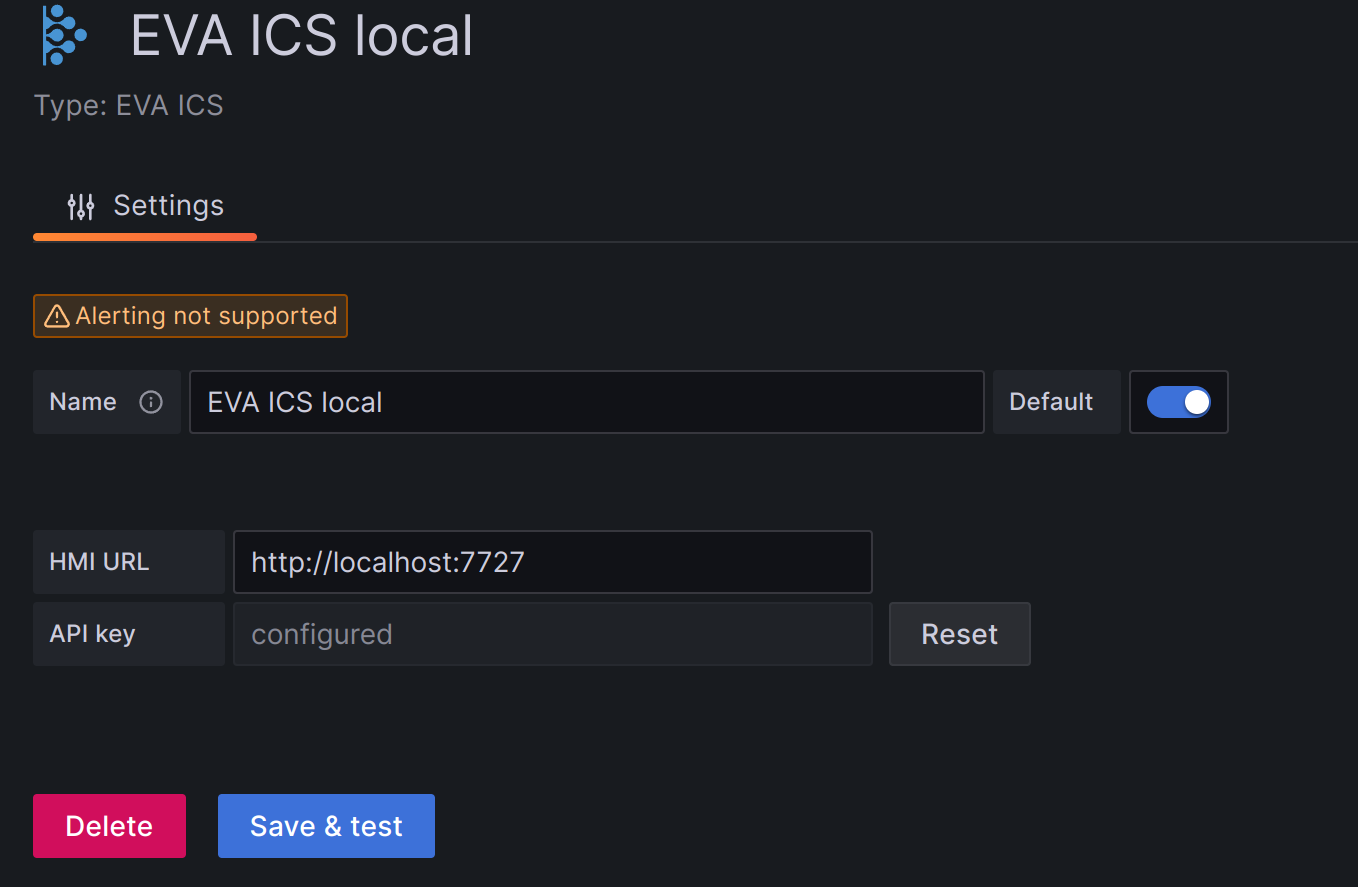 EVA ICS local
Type: EVA ICS
Settings
Alerting not supported
Name EVA ICS local Default
HMI URL http://localhost:7727
API key configured Reset
Delete Save & test